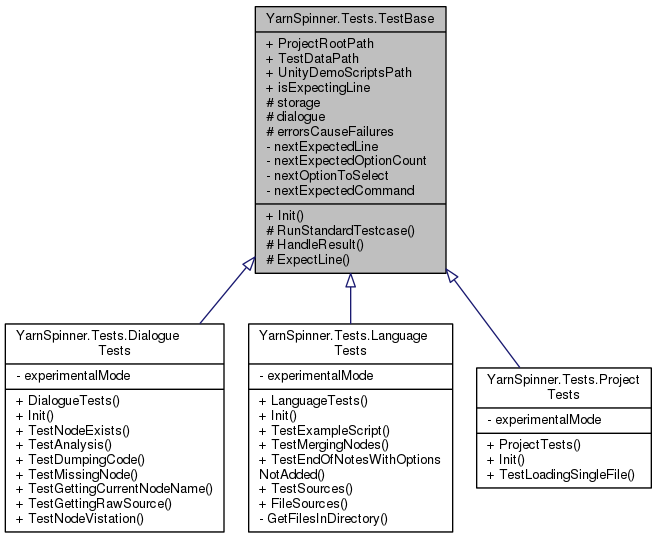 YarnSpinner.Tests.TestBase
+ ProjectRootPath
+ TestDataPath
+ UnityDemoScriptsPath
+ isExpectingLine
# storage
# dialogue
# errorsCauseFailures
- nextExpectedLine
- nextExpectedOptionCount
- nextOptionToSelect
- nextExpectedCommand
+ Init()
# RunStandardTestcase()
# HandleResult()
# ExpectLine()
YarnSpinner.Tests.Dialogue
Tests
- experimentalMode
+ DialogueTests()
+ Init()
+ TestNodeExists()
+ TestAnalysis()
+ TestDumpingCode()
+ TestMissingNode()
+ TestGettingCurrentNodeName()
+ TestGettingRawSource()
+ TestNodeVistation()
YarnSpinner.Tests.Language
Tests
- experimentalMode
+ LanguageTests()
+ Init()
+ TestExampleScript()
+ TestMergingNodes()
+ TestEndOfNotesWithOptions
NotAdded()
+ TestSources()
+ FileSources()
- GetFilesInDirectory()
YarnSpinner.Tests.Project
Tests
- experimentalMode
+ ProjectTests()
+ Init()
+ TestLoadingSingleFile()